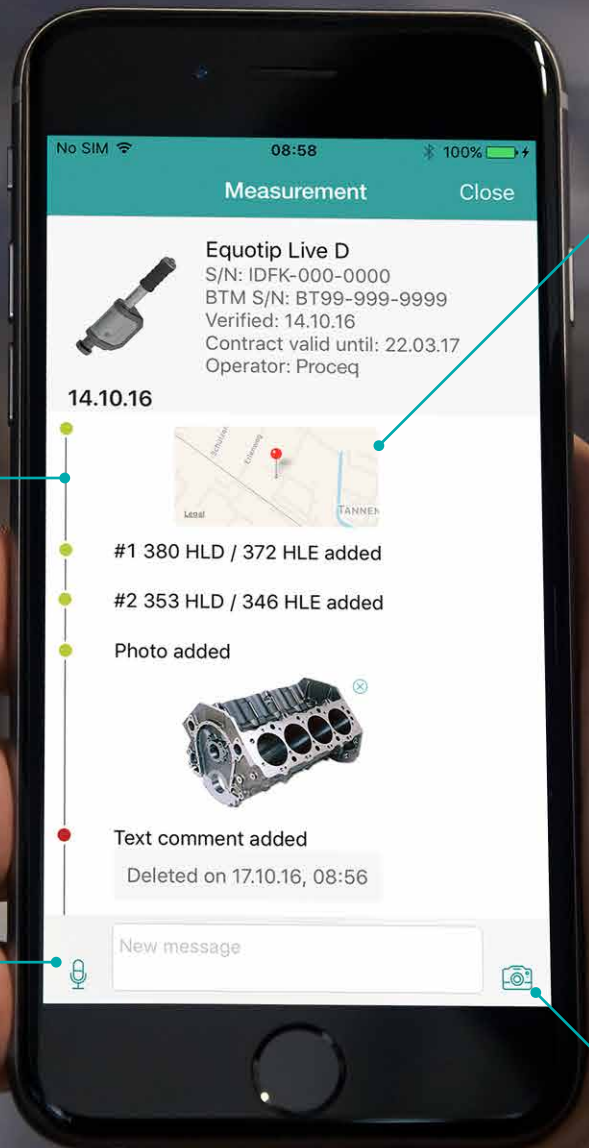 No SIM 08:58 100%
Measurement Close
Equotip Live D
S/N: IDFK-000-0000
BTM S/N: BT99-999-9999
Verified: 14.10.16
Contract valid until: 22.03.17
Operator: Proceq
14.10.16
Erlenweg
Legal
TANNEN
#1 380 HLD / 372 HLE added
#2 353 HLD / 346 HLE added
Photo added
Text comment added
Deleted on 17.10.16, 08:56
New message